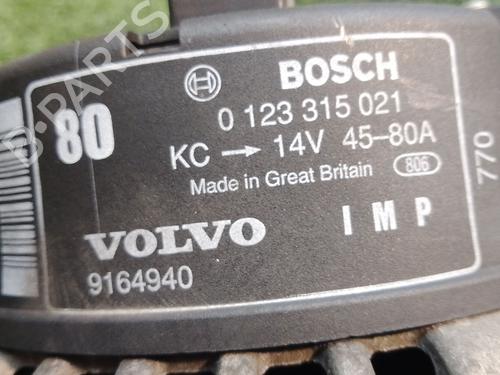 BOSCH
80
0 123 315 021
KC → 14V 45–80A
Made in Great Britain 806
770
VOLVO
IMP
9164940
B-PARTS